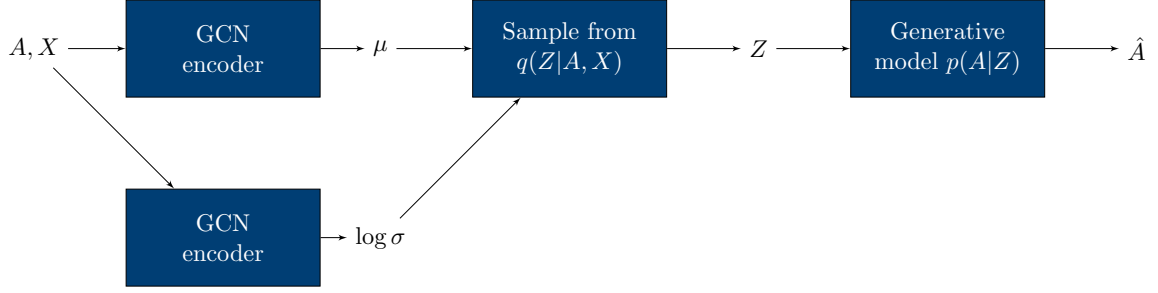 A, X
GCN
encoder
μ
Sample from
q(Z|A, X)
Z
Generative
model p(A|Z)
Â
GCN
encoder
log σ